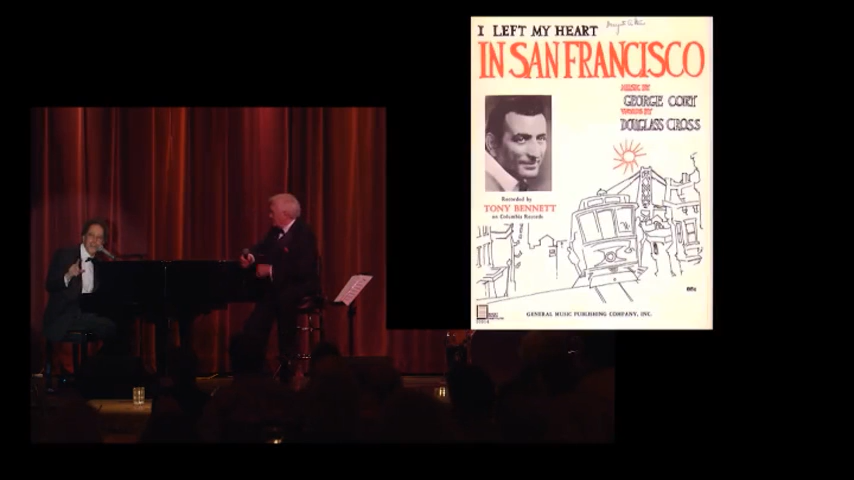 I LEFT MY HEART
IN SAN FRANCISCO
MUSIC BY
GEORGE CORY
WORDS BY
DOUGLASS CROSS
Recorded by
TONY BENNETT
on Columbia Records
60¢
GENERAL MUSIC PUBLISHING COMPANY, INC.